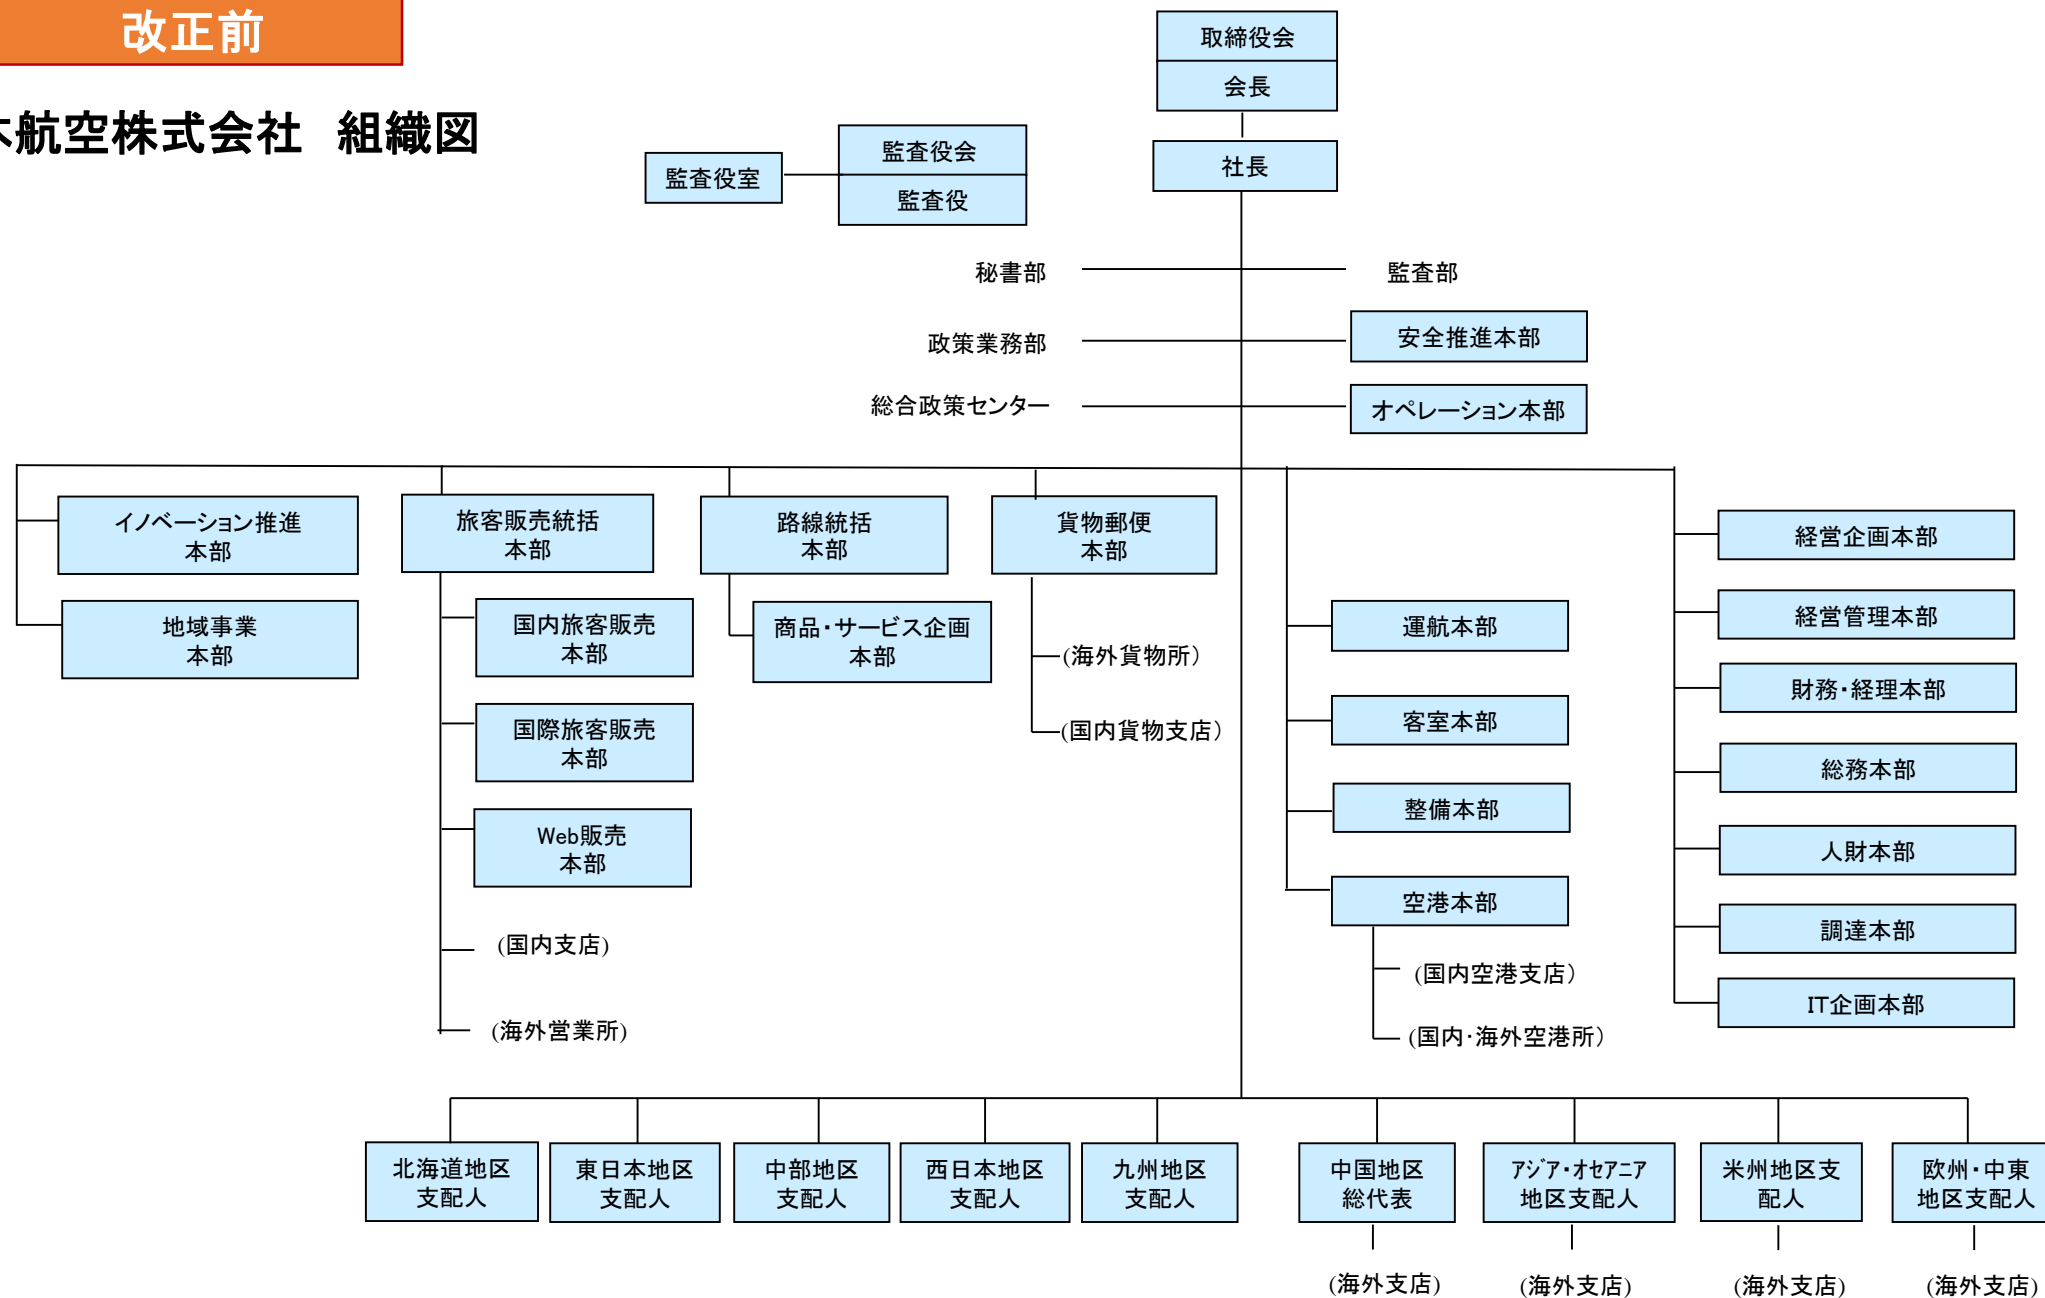 改正前
本航空株式会社　組織図
取締役会
会長
社長
監査役室
監査役会
監査役
秘書部
監査部
政策業務部
安全推進本部
総合政策センター
オペレーション本部
イノベーション推進
本部
地域事業
本部
旅客販売統括
本部
国内旅客販売
本部
国際旅客販売
本部
Web販売
本部
(国内支店)
(海外営業所)
路線統括
本部
商品・サービス企画
本部
貨物郵便
本部
(海外貨物所）
(国内貨物支店）
運航本部
客室本部
整備本部
空港本部
(国内空港支店）
(国内･海外空港所）
経営企画本部
経営管理本部
財務・経理本部
総務本部
人財本部
調達本部
IT企画本部
北海道地区
支配人
東日本地区
支配人
中部地区
支配人
西日本地区
支配人
九州地区
支配人
中国地区
総代表
(海外支店)
ｱｼﾞｱ・ｵｾｱﾆｱ
地区支配人
(海外支店)
米州地区支
配人
(海外支店)
欧州・中東
地区支配人
(海外支店)